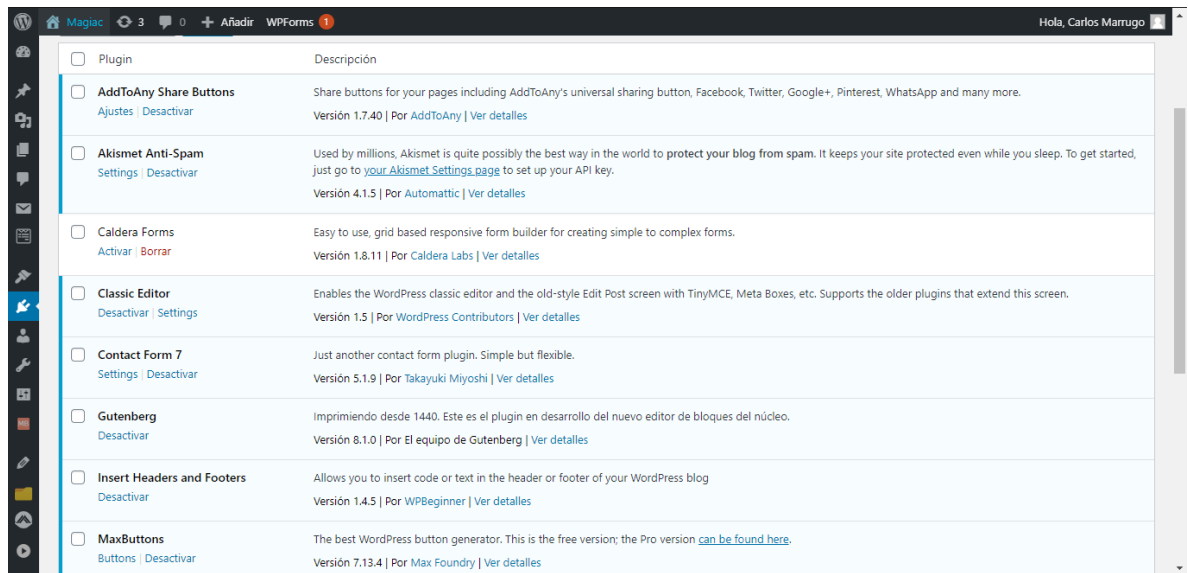 Magiac 3 0 Añadir WPForms 1 Hola, Carlos Marrugo
Plugin Descripción
AddToAny Share Buttons Share buttons for your pages including AddToAny's universal sharing button, Facebook, Twitter, Google+, Pinterest, WhatsApp and many more.
Ajustes | Desactivar Versión 1.7.40 | Por AddToAny | Ver detalles
Akismet Anti-Spam Used by millions, Akismet is quite possibly the best way in the world to protect your blog from spam. It keeps your site protected even while you sleep. To get started,
Settings | Desactivar just go to your Akismet Settings page to set up your API key.
Versión 4.1.5 | Por Automattic | Ver detalles
Caldera Forms Easy to use, grid based responsive form builder for creating simple to complex forms.
Activar | Borrar Versión 1.8.11 | Por Caldera Labs | Ver detalles
Classic Editor Enables the WordPress classic editor and the old-style Edit Post screen with TinyMCE, Meta Boxes, etc. Supports the older plugins that extend this screen.
Desactivar | Settings Versión 1.5 | Por WordPress Contributors | Ver detalles
Contact Form 7 Just another contact form plugin. Simple but flexible.
Settings | Desactivar Versión 5.1.9 | Por Takayuki Miyoshi | Ver detalles
Gutenberg Imprimiendo desde 1440. Este es el plugin en desarrollo del nuevo editor de bloques del núcleo.
Desactivar Versión 8.1.0 | Por El equipo de Gutenberg | Ver detalles
Insert Headers and Footers Allows you to insert code or text in the header or footer of your WordPress blog
Desactivar Versión 1.4.5 | Por WPBeginner | Ver detalles
MaxButtons The best WordPress button generator. This is the free version; the Pro version can be found here.
Buttons | Desactivar Versión 7.13.4 | Por Max Foundry | Ver detalles